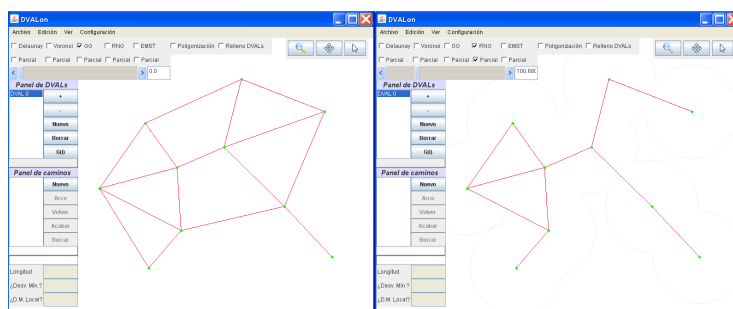 DVALon
Archivo Edición Ver Configuración
Delaunay Voronoi GG RNG EMST Poligonización Relleno DVALs
Parcial Parcial Parcial Parcial Parcial
0.0
Panel de DVALs
DVAL 0
+
-
Nuevo
Borrar
G(I)
Panel de caminos
Nuevo
Arco
Volver
Acabar
Borrar
Longitud
¿Desv. Mín.?
¿D.M. Local?
DVALon
Archivo Edición Ver Configuración
Delaunay Voronoi GG RNG EMST Poligonización Relleno DVALs
Parcial Parcial Parcial Parcial Parcial
Panel de DVALs
DVAL 0
+
-
Nuevo
Borrar
G(I)
Panel de caminos
Nuevo
Arco
Volver
Acabar
Borrar
Longitud
¿Desv. Mín.?
¿D.M. Local?